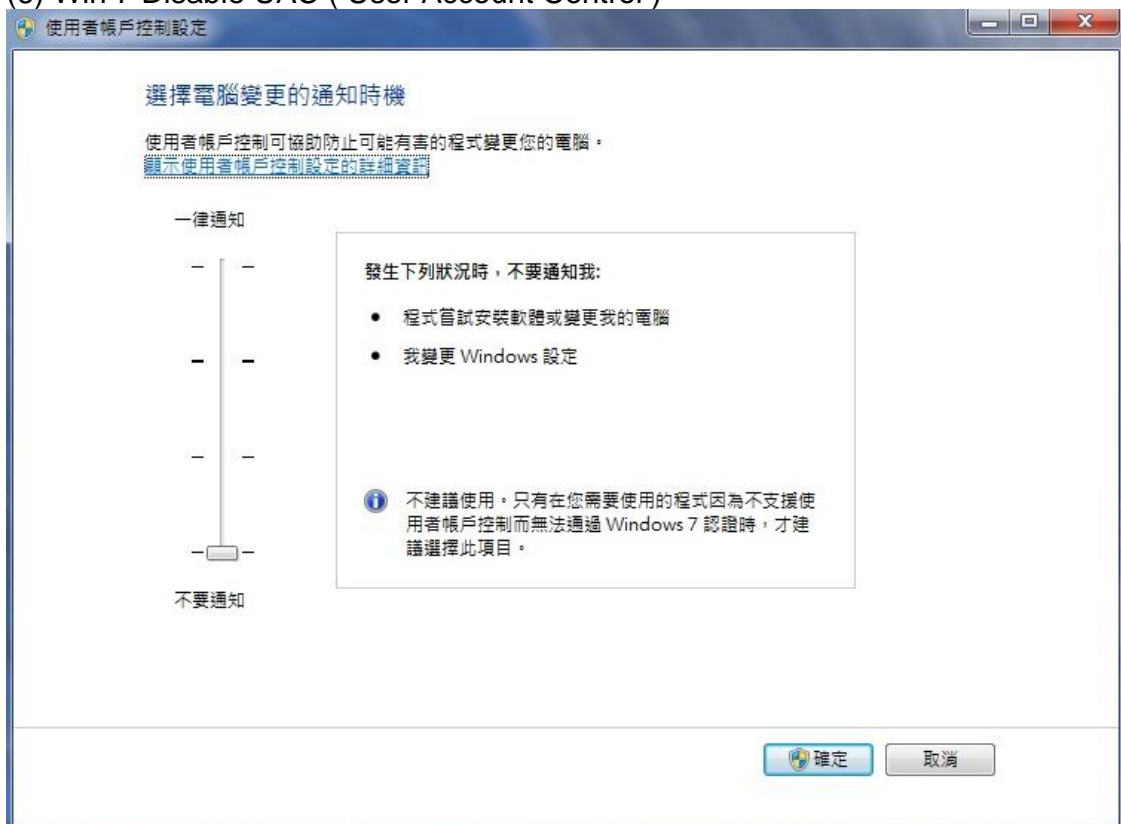 Win 7 Disable UAC ( User Account Control )
使用者帳戶控制設定
選擇電腦變更的通知時機
使用者帳戶控制可協助防止可能有害的程式變更您的電腦。
顯示使用者帳戶控制設定的詳細資訊
一律通知
發生下列狀況時，不要通知我:
• 程式嘗試安裝軟體或變更我的電腦
• 我變更 Windows 設定
不建議使用。只有在您需要使用的程式因為不支援使
用者帳戶控制而無法通過 Windows 7 認證時，才建
議選擇此項目。
不要通知
確定
取消